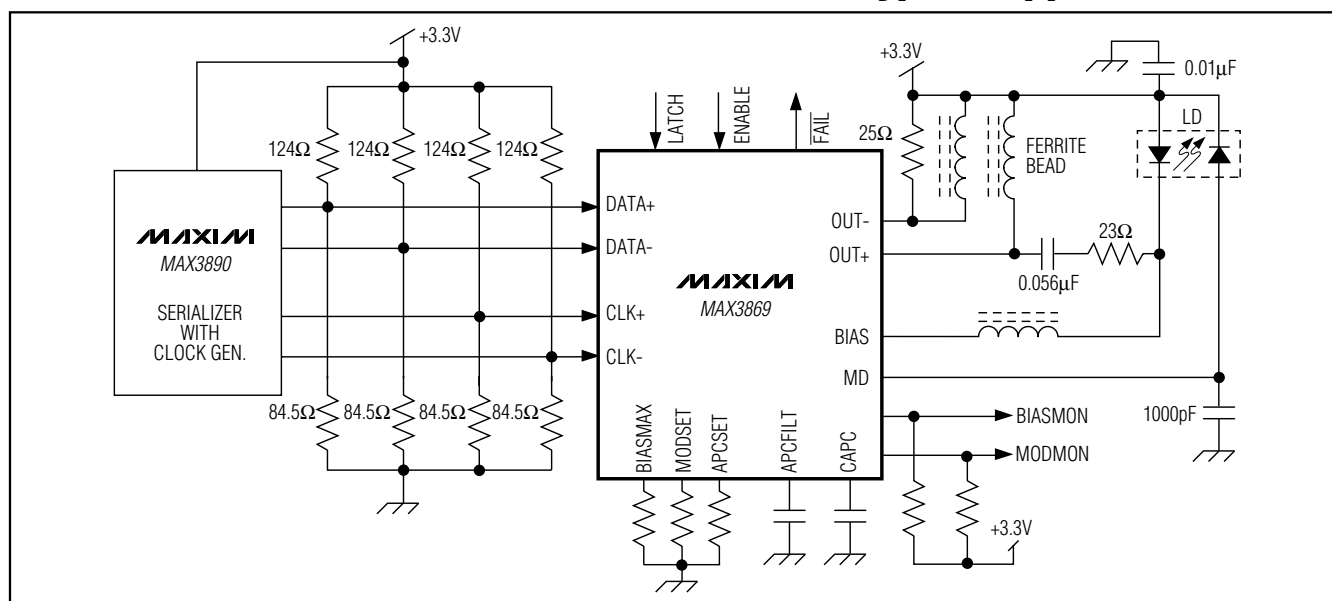 +3.3V
124Ω 124Ω 124Ω 124Ω
MAXIM
MAX3890
SERIALIZER
WITH
CLOCK GEN.
84.5Ω 84.5Ω 84.5Ω 84.5Ω
LATCH
ENABLE
FAIL
DATA+
DATA-
CLK+
CLK-
MAXIM
MAX3869
OUT-
OUT+
BIAS
MD
BIASMAX
MODSET
APCSET
APCFILT
CAPC
+3.3V
25Ω
FERRITE
BEAD
0.01µF
LD
23Ω
0.056µF
1000pF
BIASMON
MODMON
+3.3V